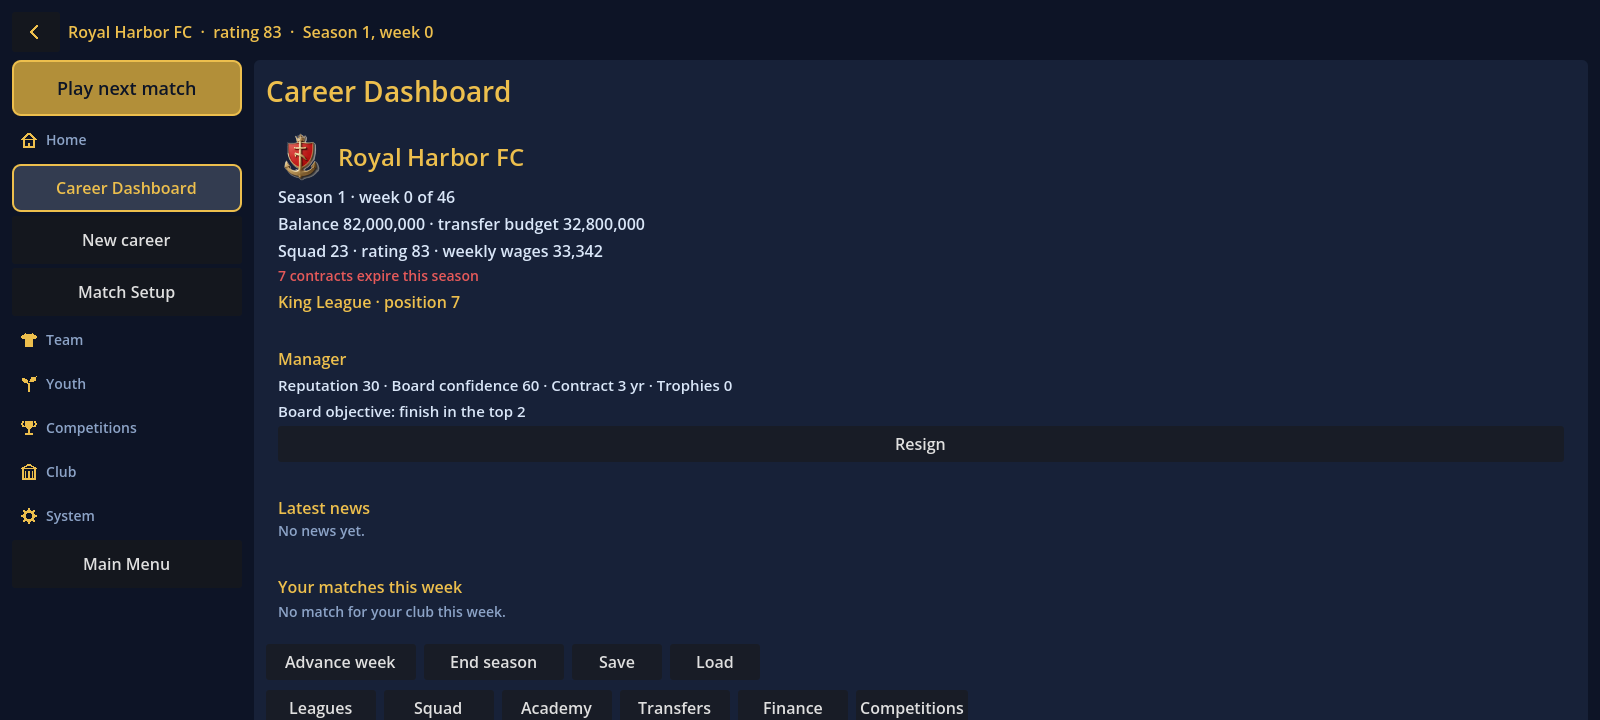 Royal Harbor FC · rating 83 · Season 1, week 0
Play next match
Home
Career Dashboard
New career
Match Setup
Team
Youth
Competitions
Club
System
Main Menu
Career Dashboard
Royal Harbor FC
Season 1 · week 0 of 46
Balance 82,000,000 · transfer budget 32,800,000
Squad 23 · rating 83 · weekly wages 33,342
7 contracts expire this season
King League · position 7
Manager
Reputation 30 · Board confidence 60 · Contract 3 yr · Trophies 0
Board objective: finish in the top 2
Resign
Latest news
No news yet.
Your matches this week
No match for your club this week.
Advance week End season Save Load
Leagues Squad Academy Transfers Finance Competitions